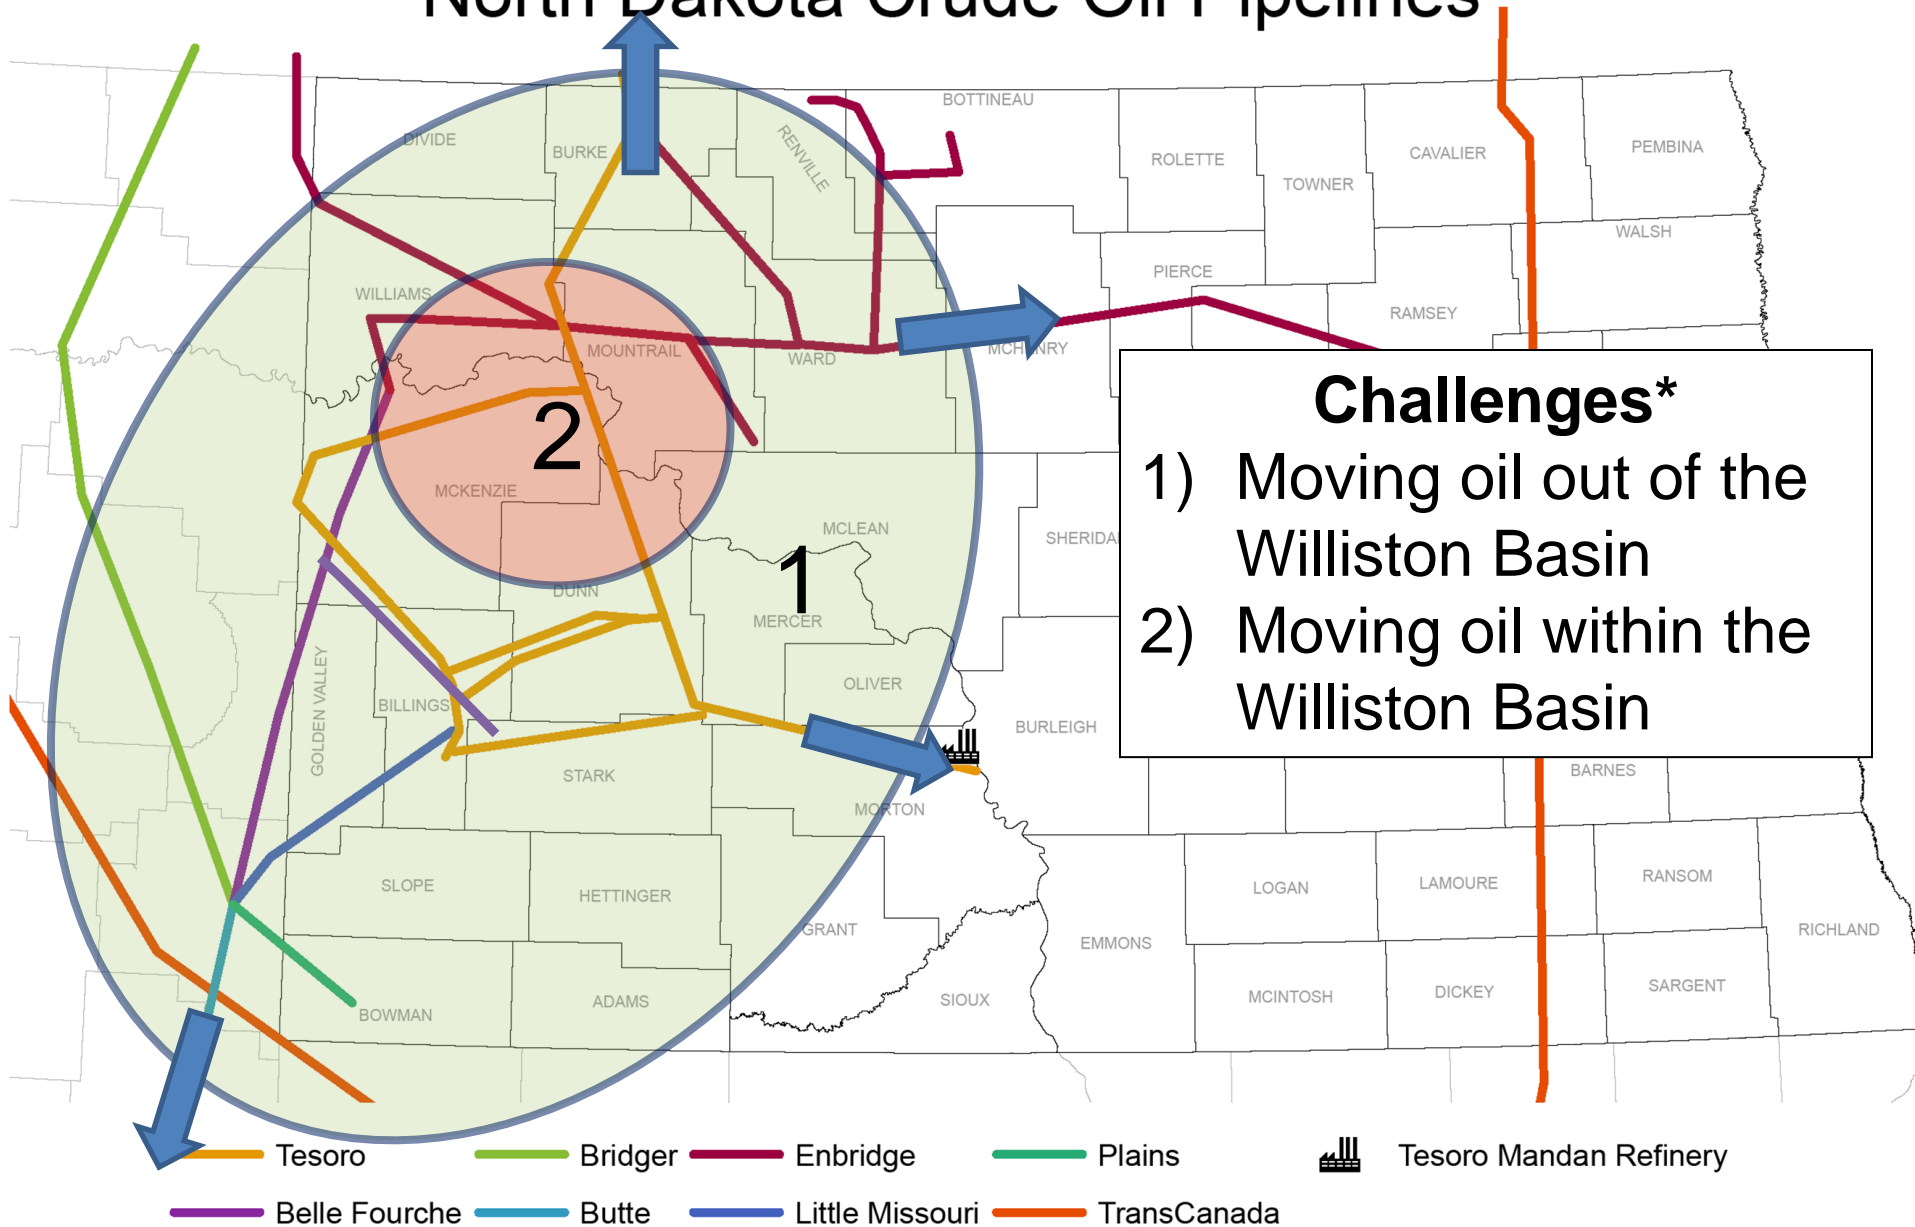 North Dakota Crude Oil Pipelines
BOTTINEAU
DIVIDE
BURKE
RENVILLE
ROLETTE
TOWNER
CAVALIER
PEMBINA
WALSH
WILLIAMS
PIERCE
RAMSEY
MOUNTRAIL
WARD
MCHENRY
Challenges*
1) Moving oil out of the
Williston Basin
2) Moving oil within the
Williston Basin
2
MCKENZIE
MCLEAN
SHERIDA
1
DUNN
MERCER
GOLDEN VALLEY
BILLINGS
OLIVER
BURLEIGH
STARK
BARNES
MORTON
SLOPE
HETTINGER
LOGAN
LAMOURE
RANSOM
GRANT
EMMONS
RICHLAND
BOWMAN
ADAMS
SIOUX
MCINTOSH
DICKEY
SARGENT
Tesoro Bridger Enbridge Plains Tesoro Mandan Refinery
Belle Fourche Butte Little Missouri TransCanada